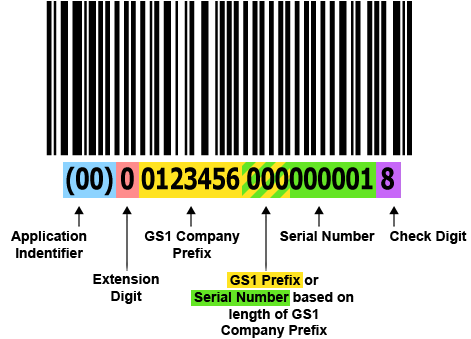 (00) 0 0123456 000000001 8
Application
Indentifier
Extension
Digit
GS1 Company
Prefix
GS1 Prefix or
Serial Number based on
length of GS1
Company Prefix
Serial Number
Check Digit